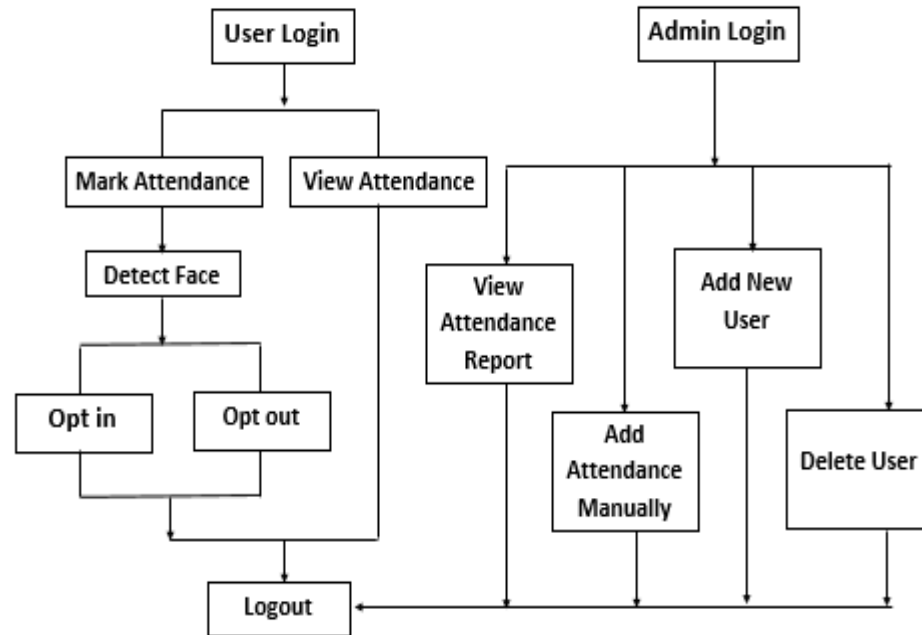 User Login
Admin Login
Mark Attendance
View Attendance
Detect Face
View
Attendance
Report
Add New
User
Opt in
Opt out
Add
Attendance
Manually
Delete User
Logout